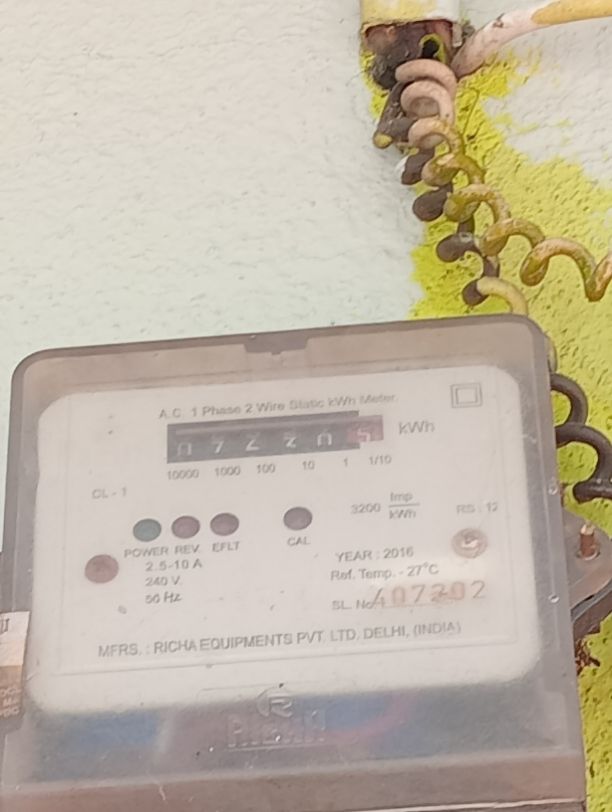 A.C. 1 Phase 2 Wire Static kWh Meter
kWh
10000 1000 100 10 1 1/10
CL - 1
3200 Imp/kWh
RS : 12
POWER REV. EFLT CAL
2.5-10 A
240 V.
50 Hz
YEAR : 2016
Ref. Temp. - 27°C
SL. No.
MFRS. : RICHA EQUIPMENTS PVT. LTD. DELHI, (INDIA)